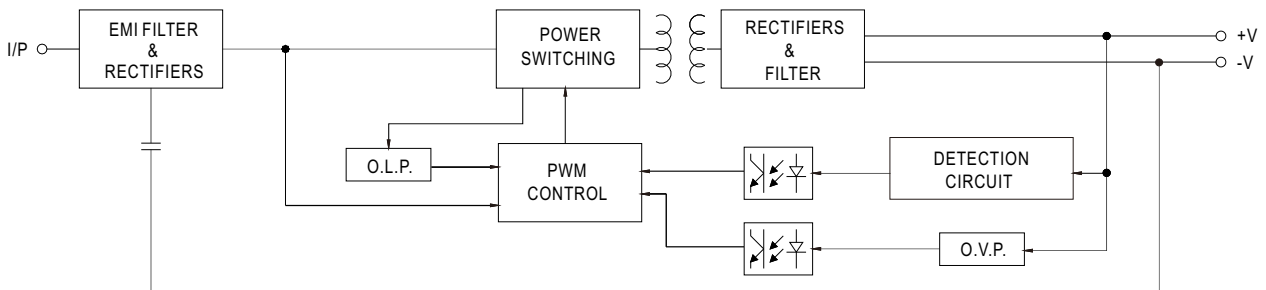 I/P
EMI FILTER
&
RECTIFIERS
POWER
SWITCHING
RECTIFIERS
&
FILTER
+V
-V
O.L.P.
PWM
CONTROL
DETECTION
CIRCUIT
O.V.P.